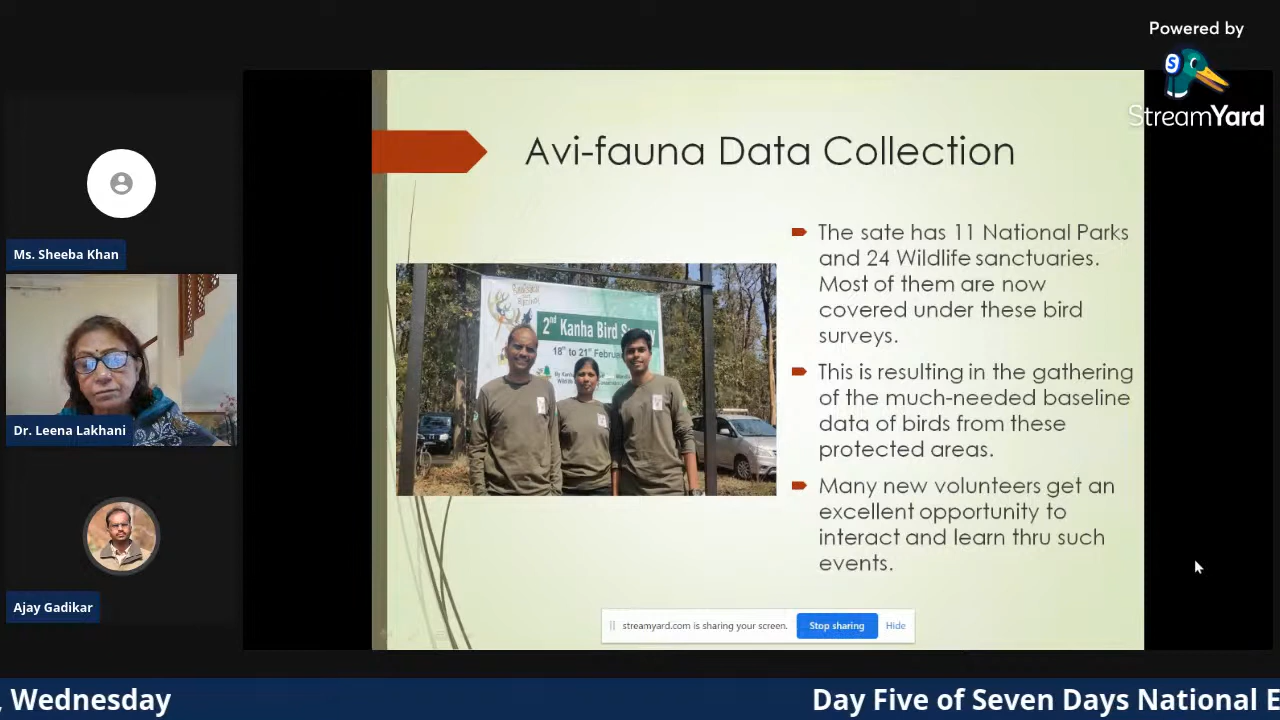 Powered by
S
StreamYard
Avi-fauna Data Collection
Ms. Sheeba Khan
Dr. Leena Lakhani
Ajay Gadikar
2nd Kanha Bird
18th to 21st
The sate has 11 National Parks
and 24 Wildlife sanctuaries.
Most of them are now
covered under these bird
surveys.
This is resulting in the gathering
of the much-needed baseline
data of birds from these
protected areas.
Many new volunteers get an
excellent opportunity to
interact and learn thru such
events.
streamyard.com is sharing your screen.
Stop sharing
Hide
, Wednesday
Day Five of Seven Days National E